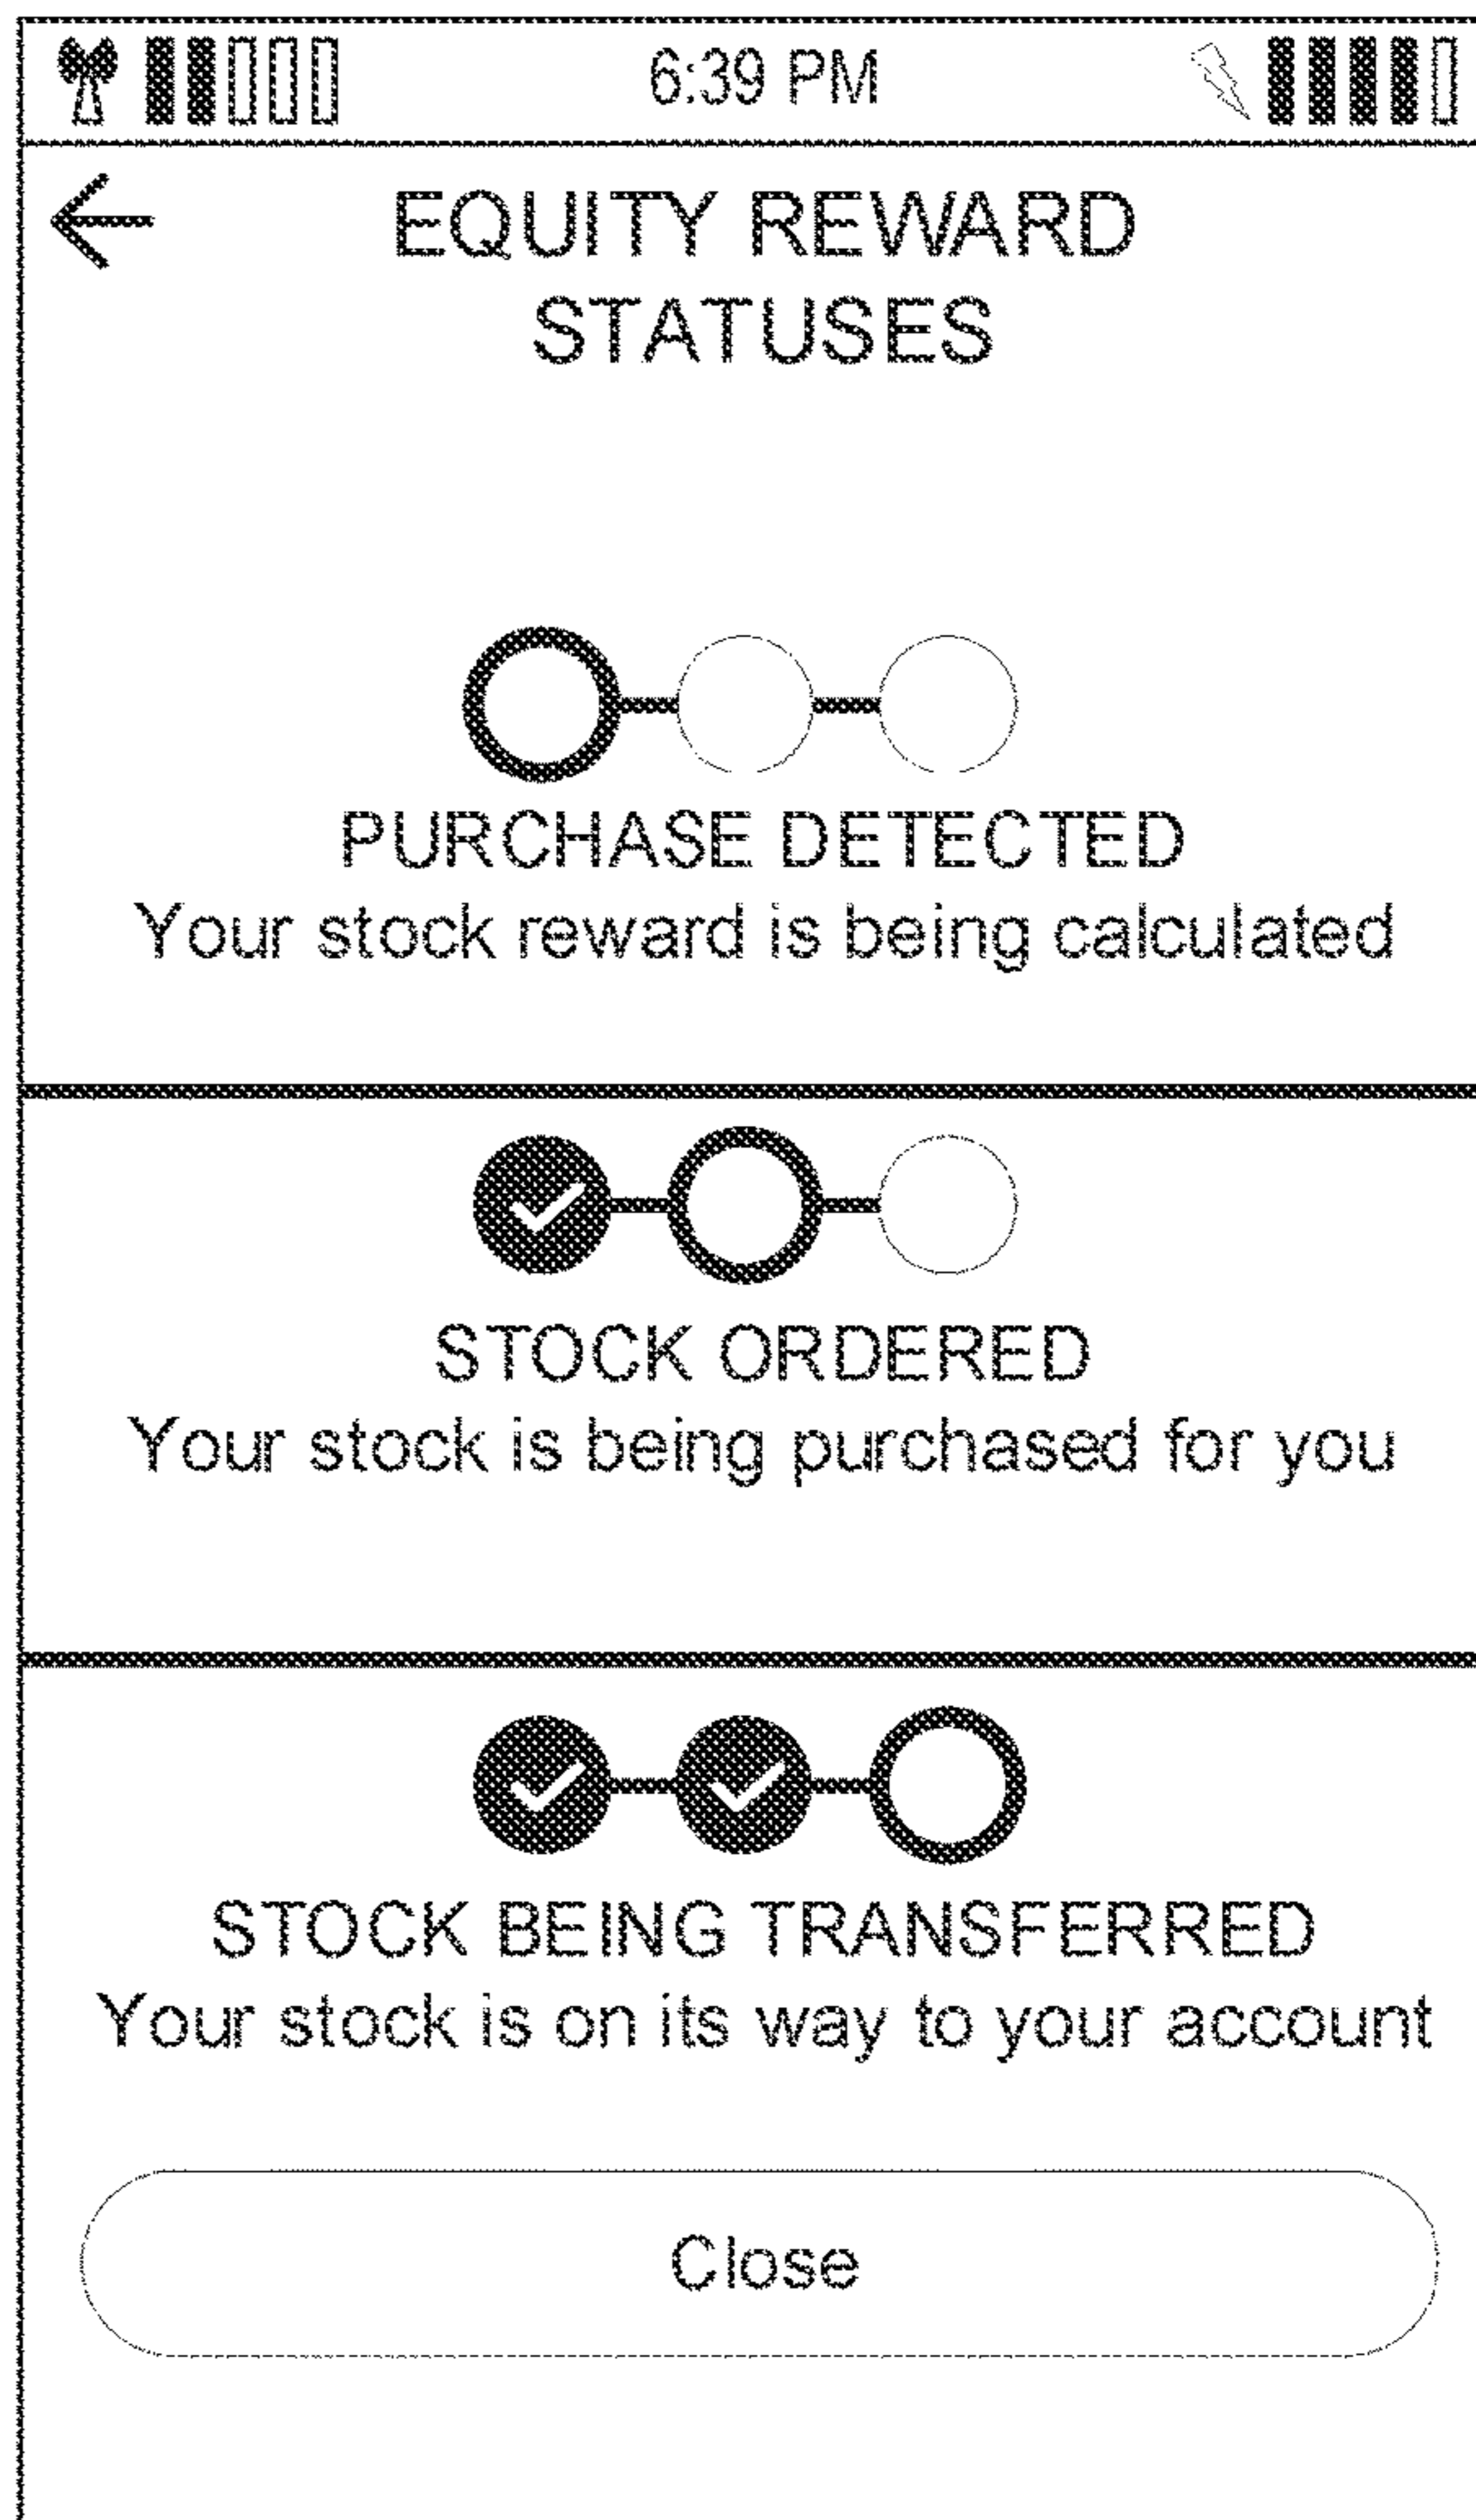 6:39 PM
EQUITY REWARD
STATUSES
PURCHASE DETECTED
Your stock reward is being calculated
STOCK ORDERED
Your stock is being purchased for you
STOCK BEING TRANSFERRED
Your stock is on its way to your account
Close